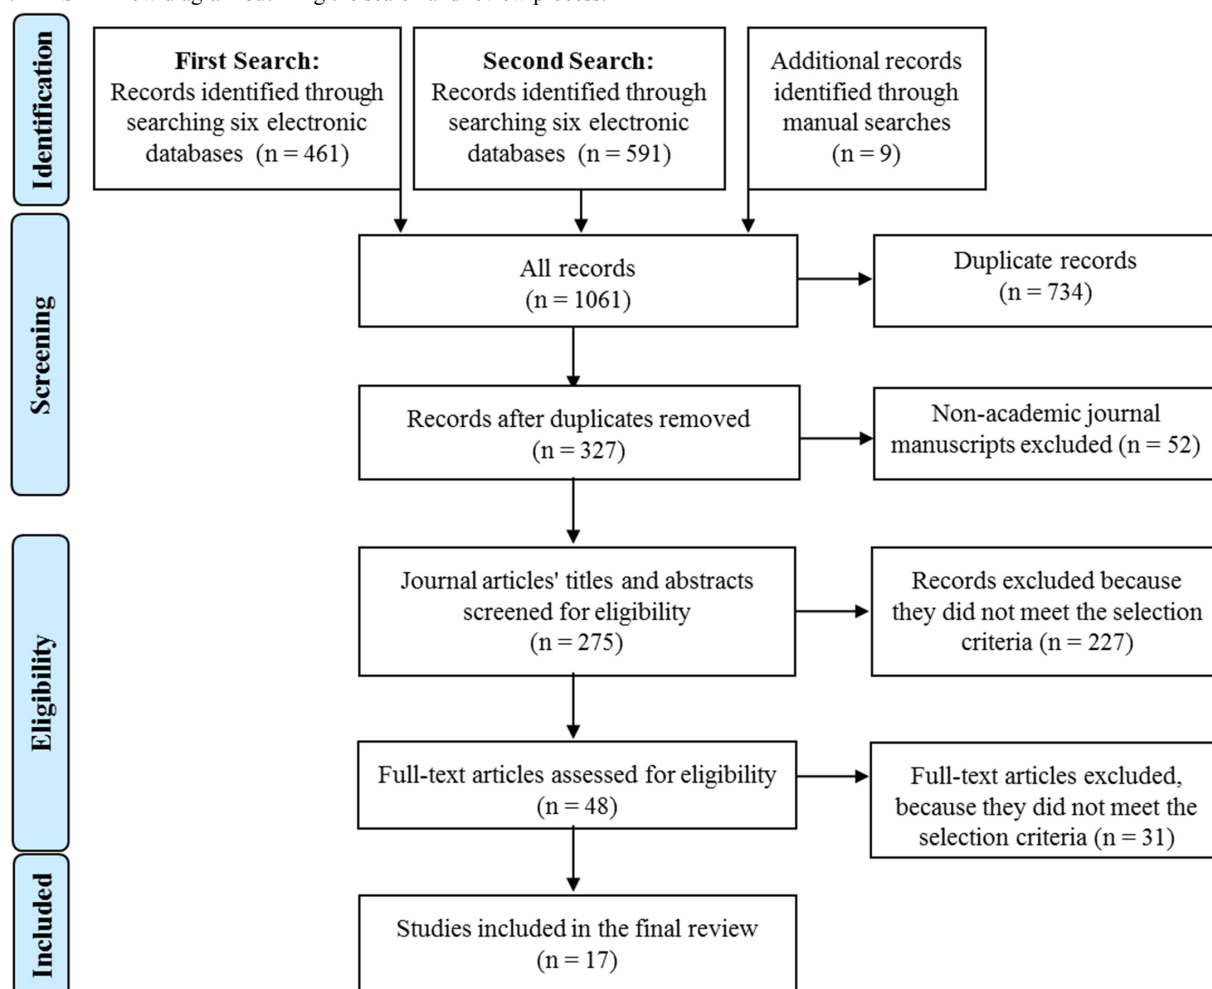 Identification
First Search:
Records identified through
searching six electronic
databases (n = 461)
Second Search:
Records identified through
searching six electronic
databases (n = 591)
Additional records
identified through
manual searches
(n = 9)
Screening
All records
(n = 1061)
Duplicate records
(n = 734)
Records after duplicates removed
(n = 327)
Non-academic journal
manuscripts excluded (n = 52)
Eligibility
Journal articles' titles and abstracts
screened for eligibility
(n = 275)
Records excluded because
they did not meet the selection
criteria (n = 227)
Full-text articles assessed for eligibility
(n = 48)
Full-text articles excluded,
because they did not meet the
selection criteria (n = 31)
Included
Studies included in the final review
(n = 17)